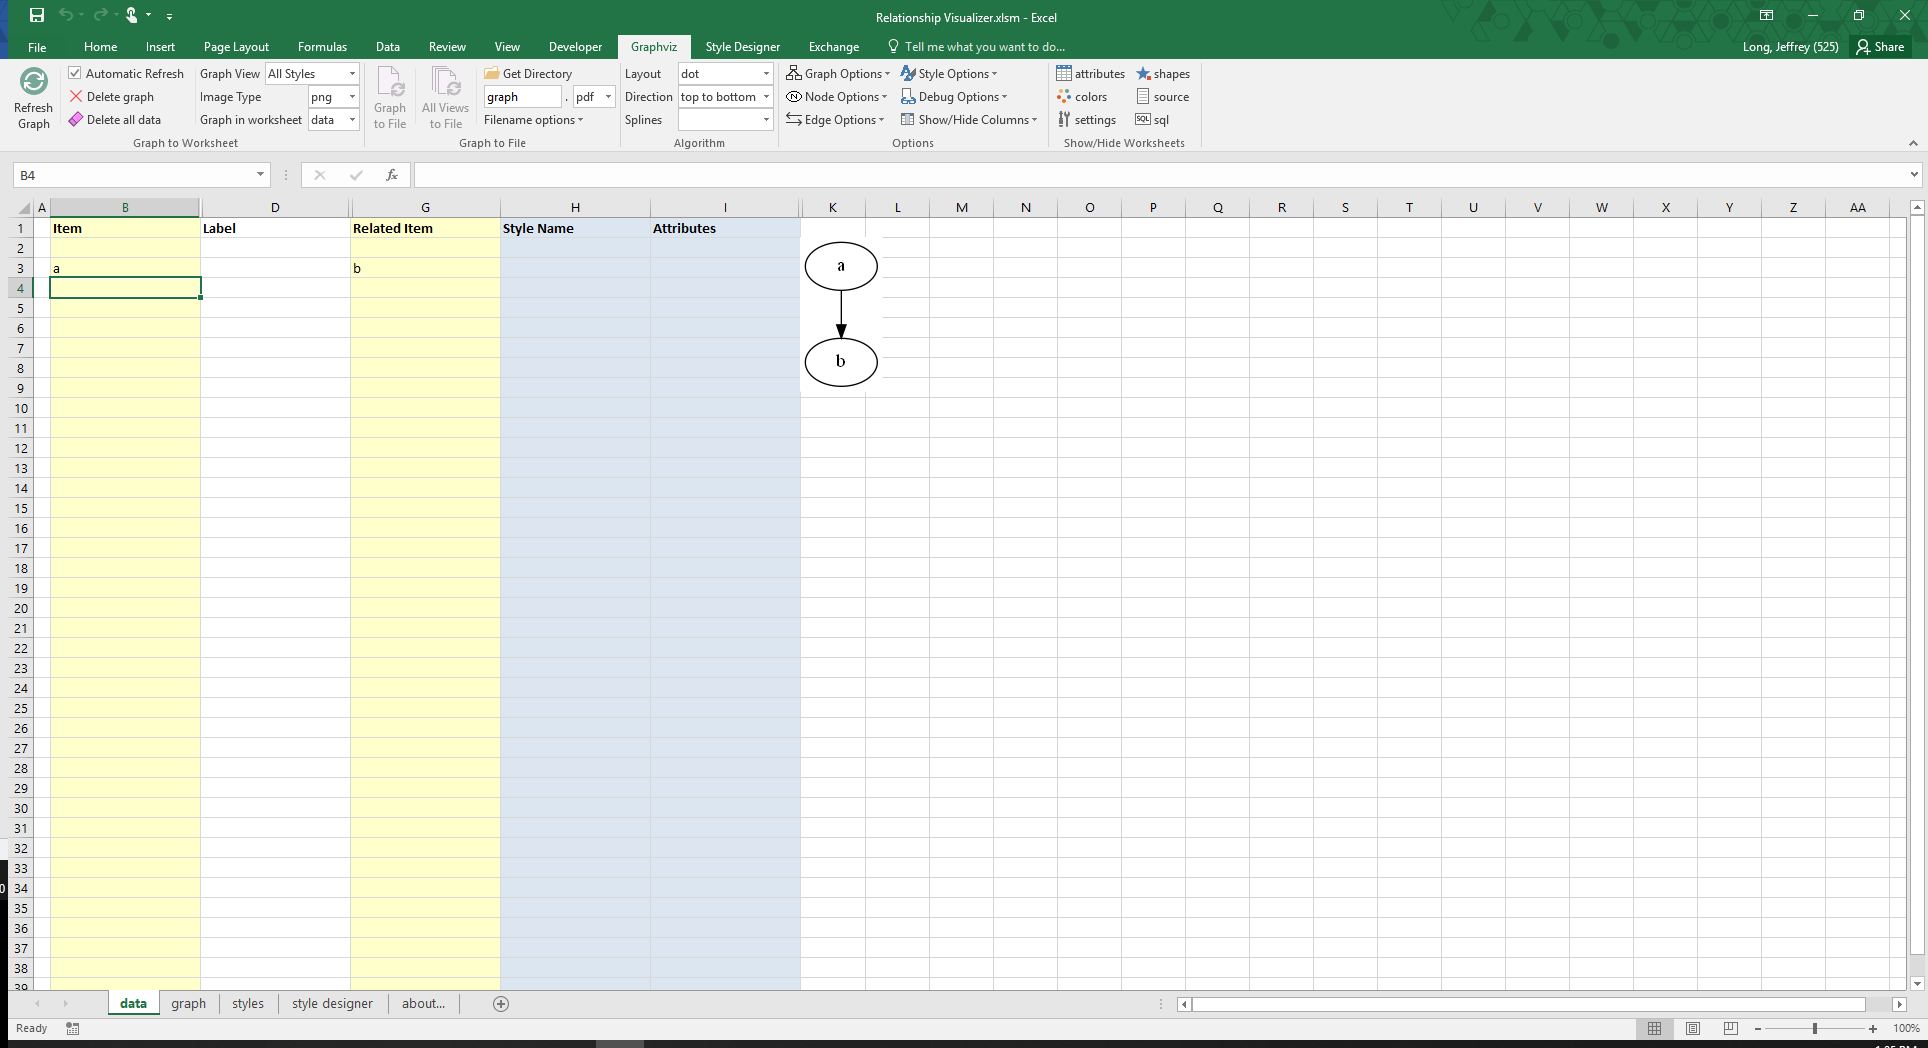 Relationship Visualizer.xlsm - Excel
File Home Insert Page Layout Formulas Data Review View Developer Graphviz Style Designer Exchange Tell me what you want to do... Long, Jeffrey (525) Share
Refresh Graph
Automatic Refresh
Delete graph
Delete all data
Graph View All Styles
Image Type png
Graph in worksheet data
Graph to Worksheet
Graph to File
All Views to File
Get Directory
graph . pdf
Filename options
Graph to File
Layout dot
Direction top to bottom
Splines
Algorithm
Graph Options
Node Options
Edge Options
Style Options
Debug Options
Show/Hide Columns
Options
attributes
colors
settings
shapes
source
SQL sql
Show/Hide Worksheets
B4 fx
A B D G H I K L M N O P Q R S T U V W X Y Z AA
1 Item Label Related Item Style Name Attributes
2
3 a b
a
4
5
6
7
b
8
9
10
11
12
13
14
15
16
17
18
19
20
21
22
23
24
25
26
27
28
29
30
31
32
33
34
35
36
37
38
39
data graph styles style designer about...
Ready 100%